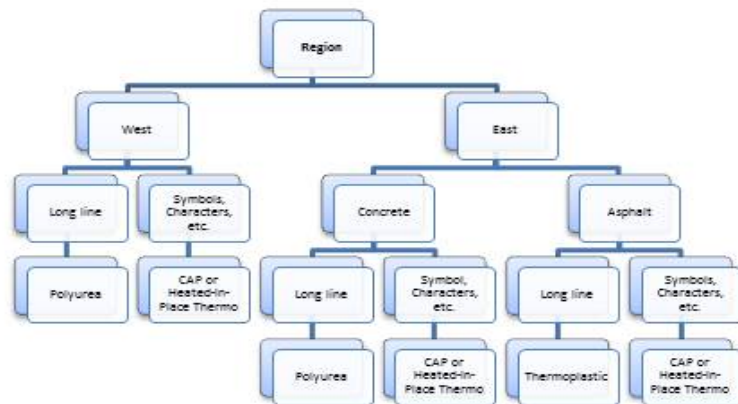 Region
West
East
Long line
Symbols,
Characters,
etc.
Concrete
Asphalt
Polyurea
CAP or
Heated-In-
Place Thermo
Long line
Symbol,
Characters,
etc.
Long line
Symbols,
Characters,
etc.
Polyurea
CAP or
Heated-In-
Place Thermo
Thermoplastic
CAP or
Heated-In-
Place Thermo